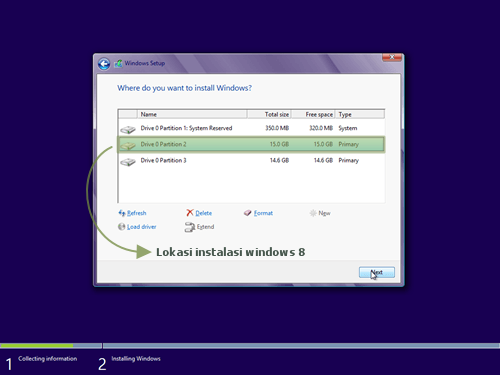 Windows Setup
Where do you want to install Windows?
Name Total size Free space Type
Drive 0 Partition 1: System Reserved 350.0 MB 320.0 MB System
Drive 0 Partition 2 15.0 GB 15.0 GB Primary
Drive 0 Partition 3 14.6 GB 14.6 GB Primary
Refresh Delete Format New
Load driver Extend
Lokasi instalasi windows 8
Next
1 Collecting information 2 Installing Windows